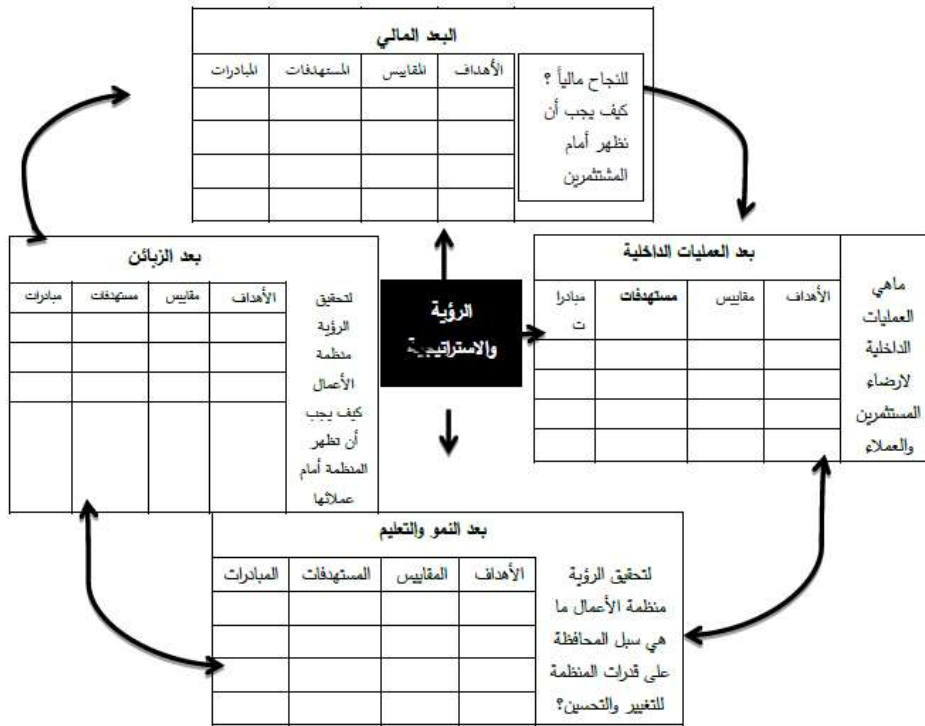 البعد المالي
الأهداف المقاييس المستهدفات المبادرات
للنجاح مالياً ؟
كيف يجب أن
نظهر أمام
المشتثمرين
بعد العمليات الداخلية
ماهي
العمليات
الداخلية
لارضاء
المستثمرين
والعملاء
الأهداف مقاييس مستهدفات مبادرا
ت
الرؤية
والاستراتيجية
بعد الزبائن
لتحقيق
الرؤية
منظمة
الأعمال
كيف يجب
أن تظهر
المنظمة أمام
عملائها
الأهداف مقاييس مستهدفات مبادرات
بعد النمو والتعليم
لتحقيق الرؤية
منظمة الأعمال ما
هي سبل المحافظة
على قدرات المنظمة
للتغيير والتحسين؟
الأهداف المقاييس المستهدفات المبادرات